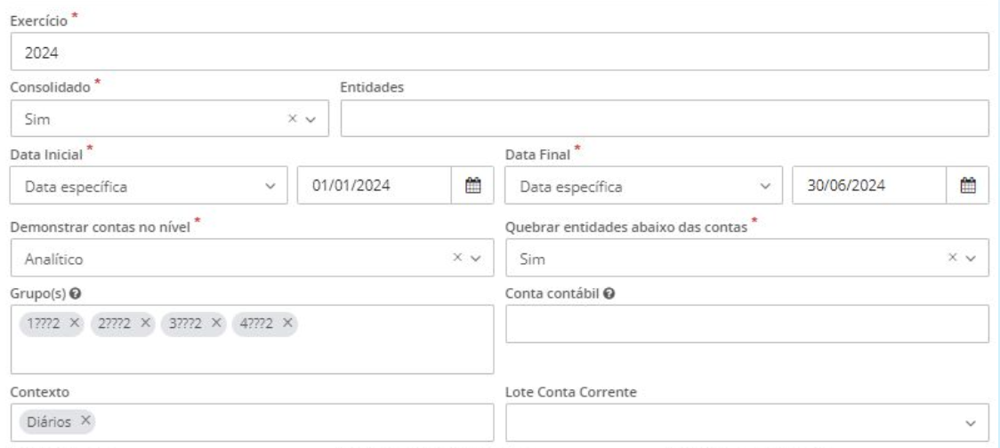 Exercício *
2024
Consolidado * Entidades
Sim
Data Inicial * Data Final *
Data específica 01/01/2024 Data específica 30/06/2024
Demonstrar contas no nível * Quebrar entidades abaixo das contas *
Analítico Sim
Grupo(s) Conta contábil
1???2 2???2 3???2 4???2
Contexto Lote Conta Corrente
Diários